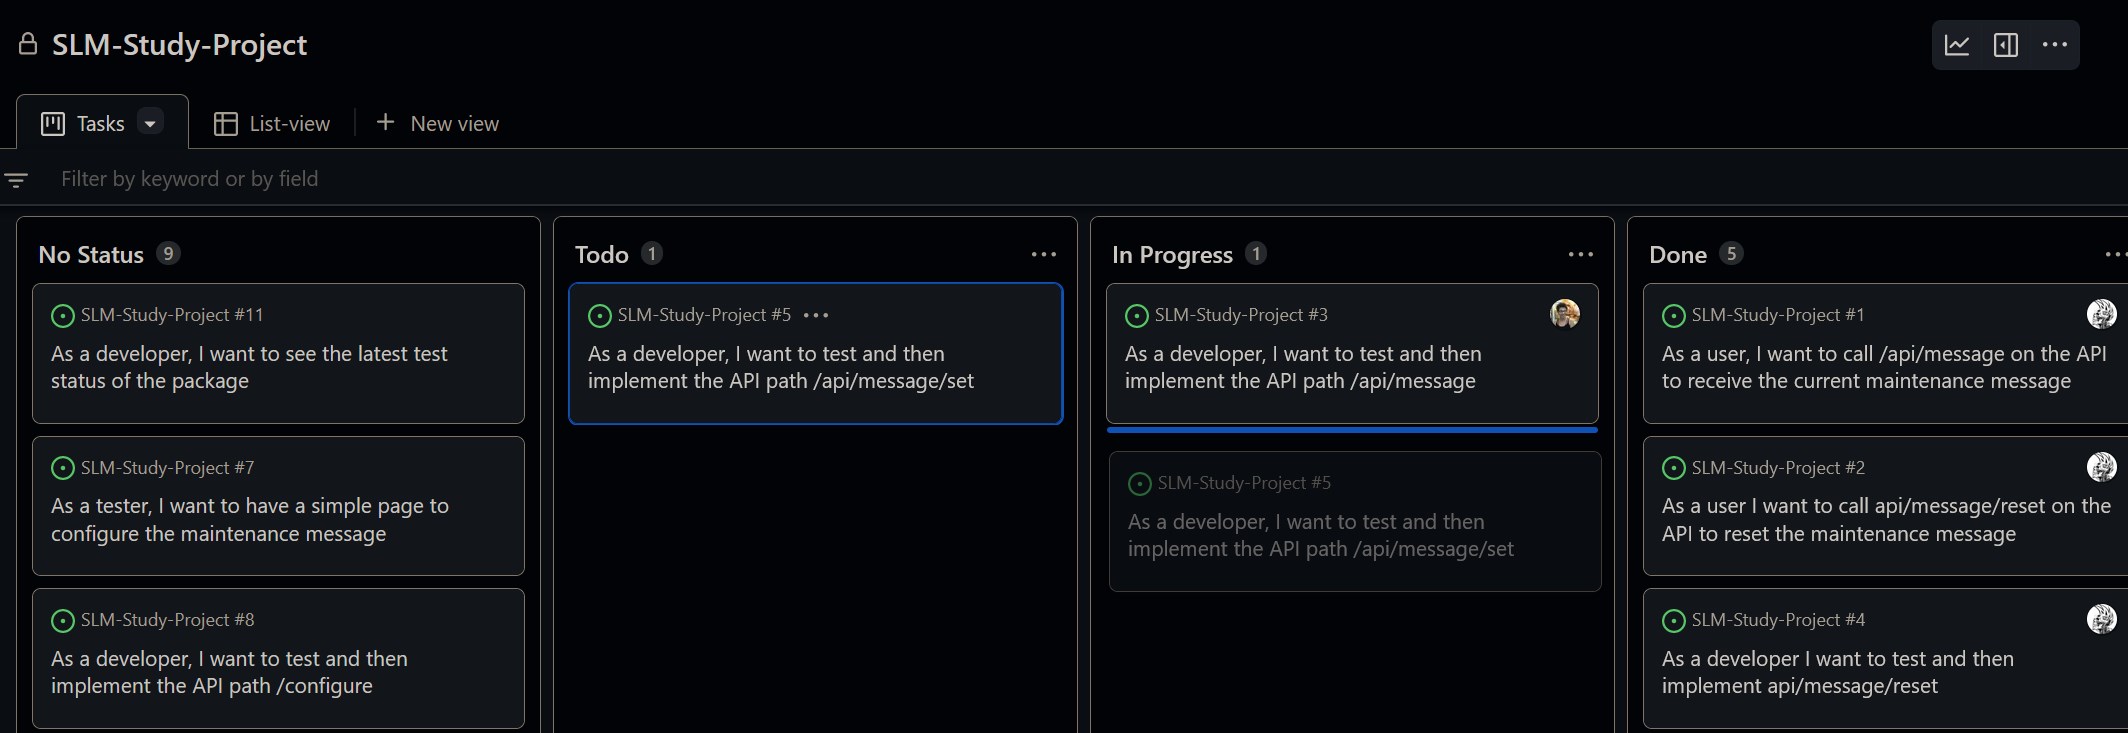 SLM-Study-Project
Tasks
List-view
New view
Filter by keyword or by field
No Status 9
SLM-Study-Project #11
As a developer, I want to see the latest test
status of the package
SLM-Study-Project #7
As a tester, I want to have a simple page to
configure the maintenance message
SLM-Study-Project #8
As a developer, I want to test and then
implement the API path /configure
Todo 1
SLM-Study-Project #5
As a developer, I want to test and then
implement the API path /api/message/set
In Progress 1
SLM-Study-Project #3
As a developer, I want to test and then
implement the API path /api/message
SLM-Study-Project #5
As a developer, I want to test and then
implement the API path /api/message/set
Done 5
SLM-Study-Project #1
As a user, I want to call /api/message on the API
to receive the current maintenance message
SLM-Study-Project #2
As a user I want to call api/message/reset on the
API to reset the maintenance message
SLM-Study-Project #4
As a developer I want to test and then
implement api/message/reset